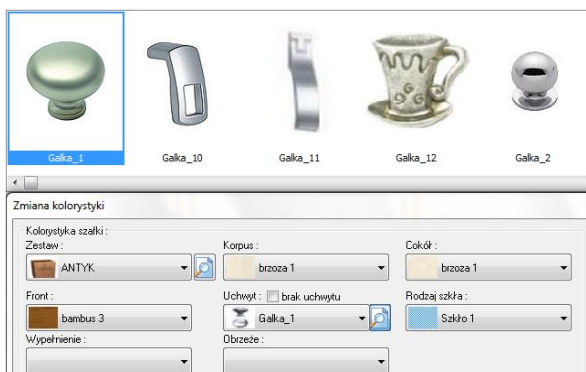 Galka_1 Galka_10 Galka_11 Galka_12 Galka_2
Zmiana kolorystyki
Kolorystyka szafki :
Zestaw : Korpus : Cokół :
ANTYK brzoza 1 brzoza 1
Front : Uchwyt : brak uchwytu Rodzaj szkła :
bambus 3 Galka_1 Szkło 1
Wypełnienie : Obrzeże :